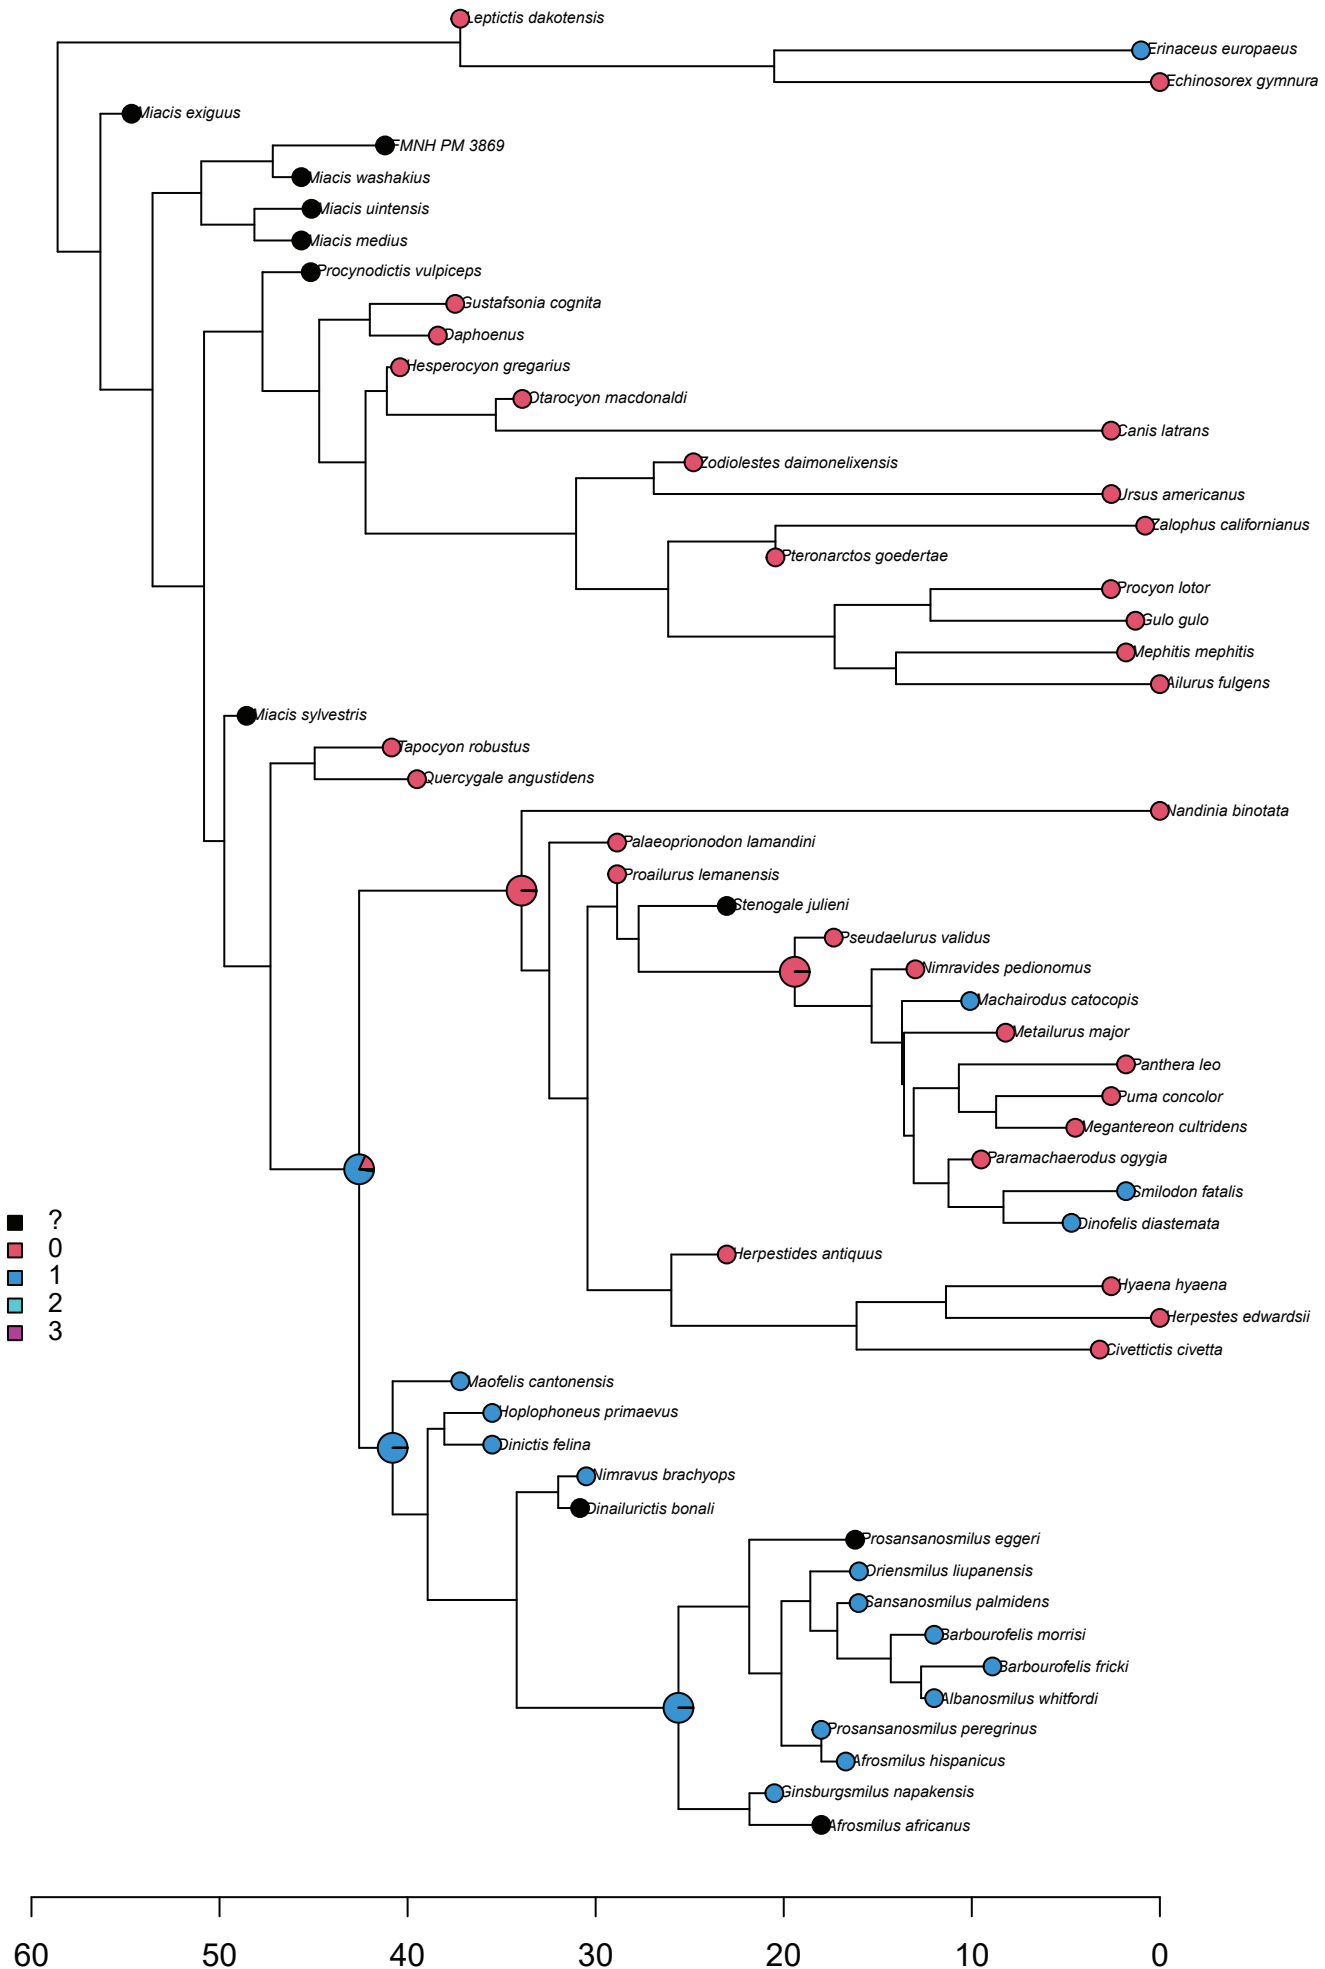 Leptictis dakotensis
Erinaceus europaeus
Echinosorex gymnura
Miacis exiguus
FMNH PM 3869
Miacis washakius
Miacis uintensis
Miacis medius
Procynodictis vulpiceps
Gustafsonia cognita
Daphoenus
Hesperocyon gregarius
Otarocyon macdonaldi
Canis latrans
Zodiolestes daimonelixensis
Ursus americanus
Zalophus californianus
Pteronarctos goedertae
Procyon lotor
Gulo gulo
Mephitis mephitis
Ailurus fulgens
Miacis sylvestris
Tapocyon robustus
Quercygale angustidens
Nandinia binotata
Palaeoprionodon lamandini
Proailurus lemanensis
Stenogale julieni
Pseudaelurus validus
Nimravides pedionomus
Machairodus catocopis
Metailurus major
Panthera leo
Puma concolor
Megantereon cultridens
Paramachaerodus ogygia
Smilodon fatalis
Dinofelis diastemata
Herpestides antiquus
Hyaena hyaena
Herpestes edwardsii
Civettictis civetta
Maofelis cantonensis
Hoplophoneus primaevus
Dinictis felina
Nimravus brachyops
Dinailurictis bonali
Prosansanosmilus eggeri
Oriensmilus liupanensis
Sansanosmilus palmidens
Barbourofelis morrisi
Barbourofelis fricki
Albanosmilus whitfordi
Prosansanosmilus peregrinus
Afrosmilus hispanicus
Ginsburgsmilus napakensis
Afrosmilus africanus
?
0
1
2
3
60 50 40 30 20 10 0